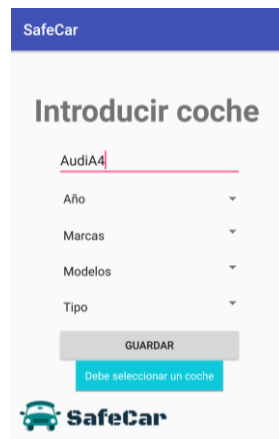 SafeCar
Introducir coche
AudiA4
Año
Marcas
Modelos
Tipo
GUARDAR
Debe seleccionar un coche
SafeCar